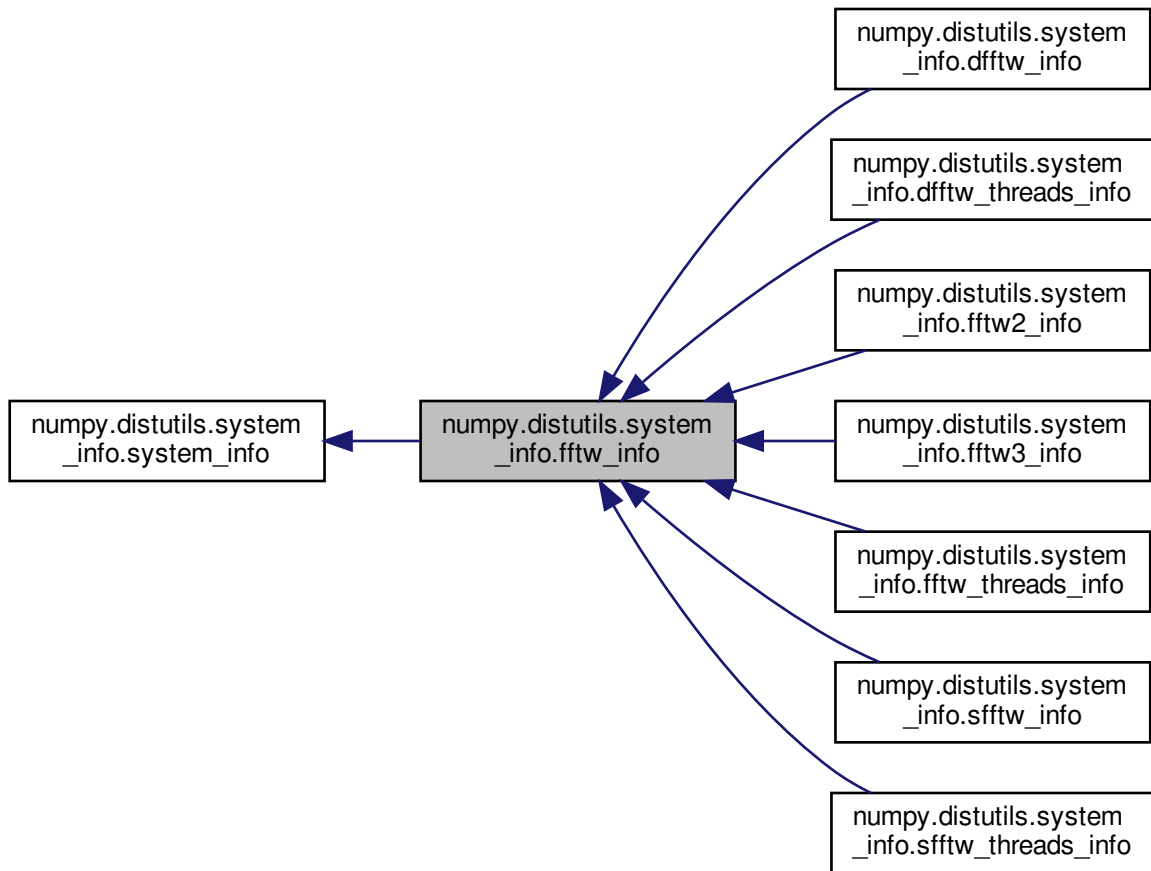 numpy.distutils.system
_info.dfftw_info
numpy.distutils.system
_info.dfftw_threads_info
numpy.distutils.system
_info.fftw2_info
numpy.distutils.system
_info.system_info
numpy.distutils.system
_info.fftw_info
numpy.distutils.system
_info.fftw3_info
numpy.distutils.system
_info.fftw_threads_info
numpy.distutils.system
_info.sfftw_info
numpy.distutils.system
_info.sfftw_threads_info